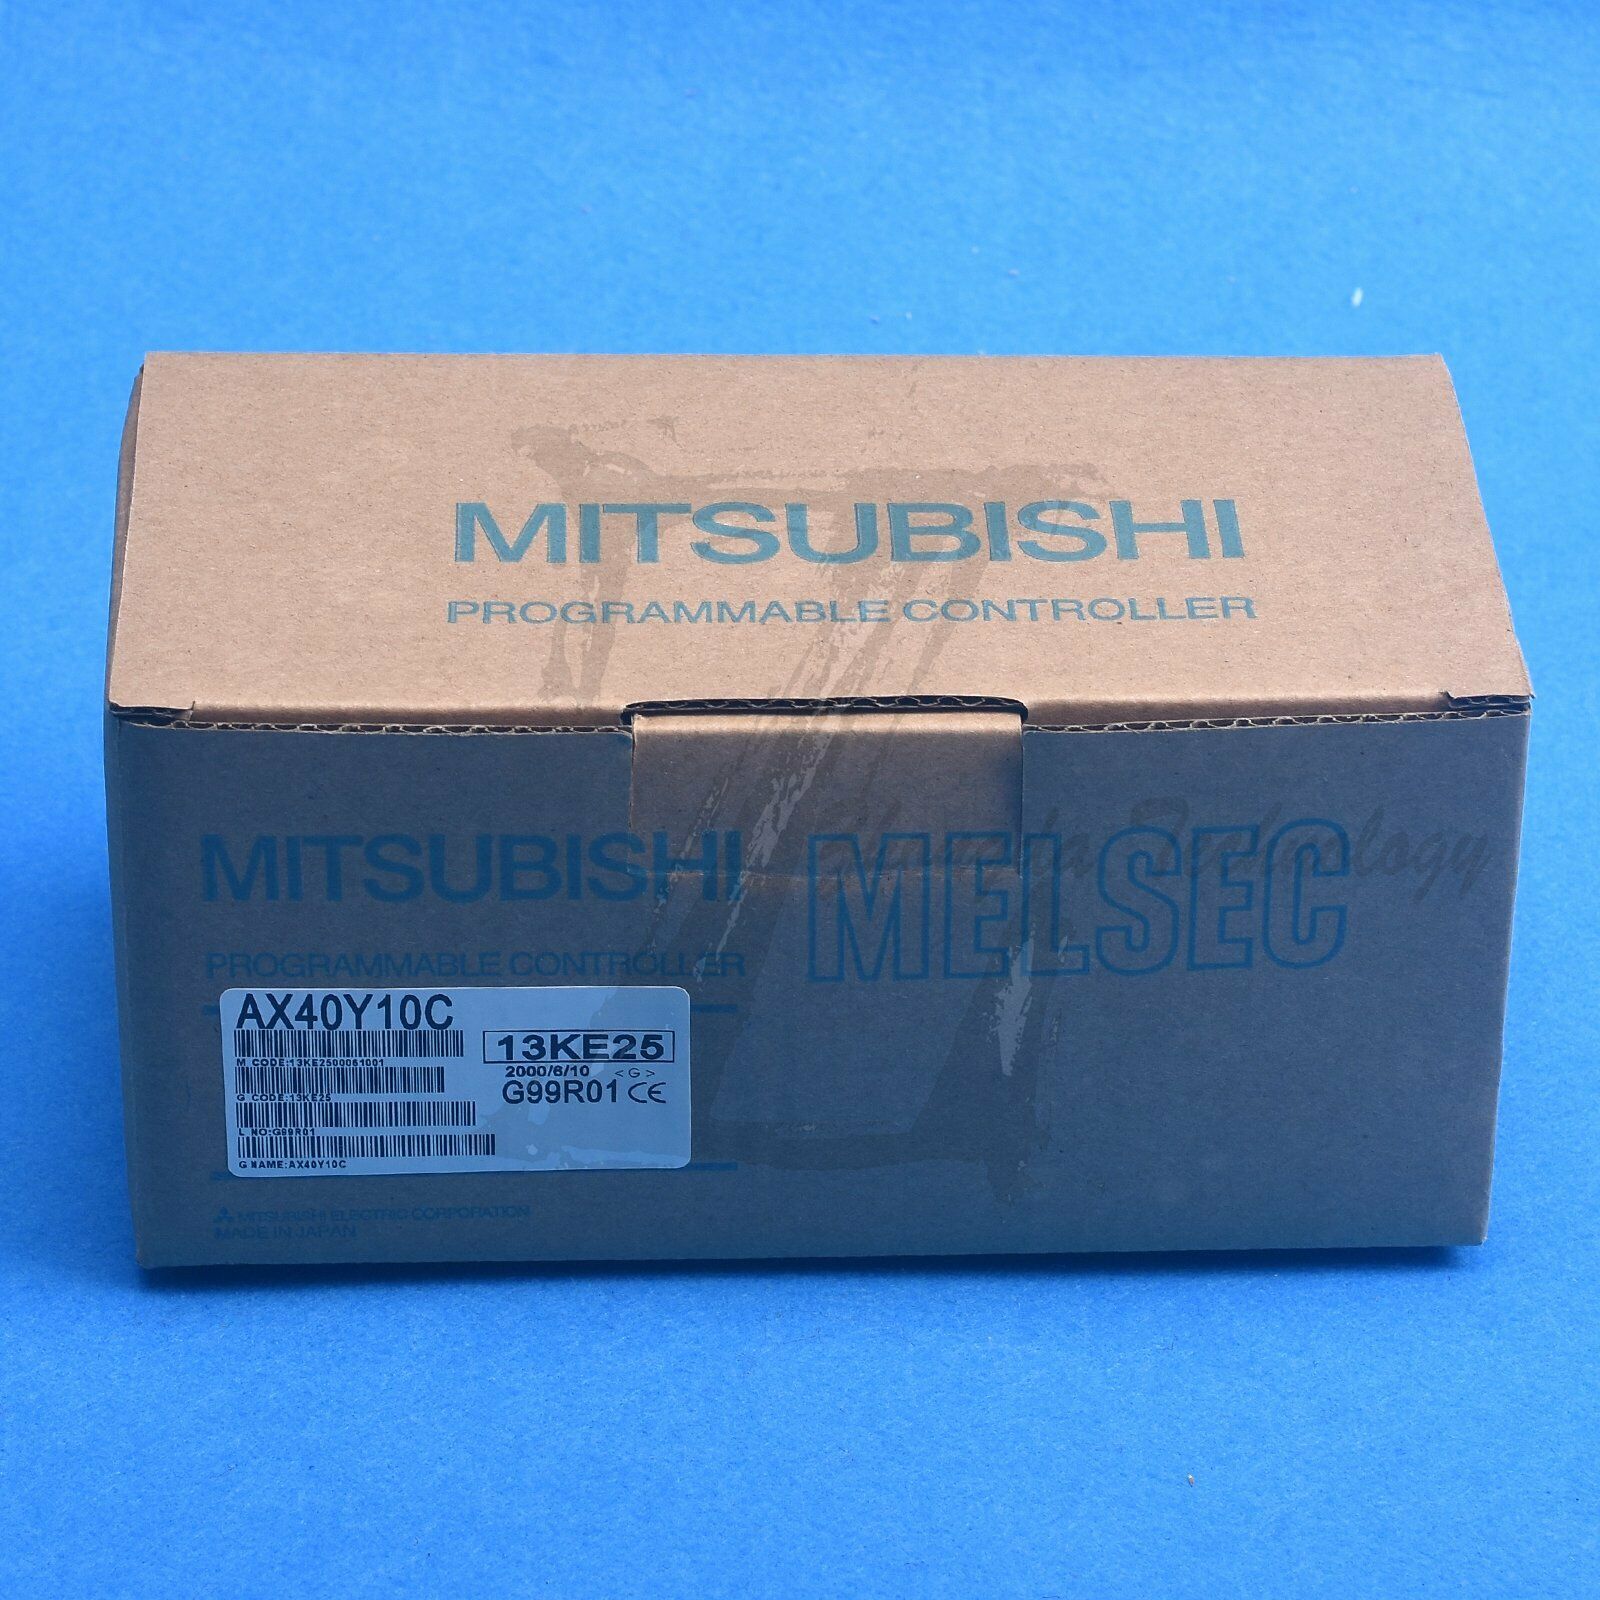 MITSUBISHI
PROGRAMMABLE CONTROLLER
MITSUBISHI MELSEC
PROGRAMMABLE CONTROLLER
AX40Y10C
13KE25
M CODE:13KE2500061001
2000/6/10 <G>
G99R01 CE
G CODE:13KE25
L NO:G99R01
G NAME:AX40Y10C
MITSUBISHI ELECTRIC CORPORATION
MADE IN JAPAN
Technology